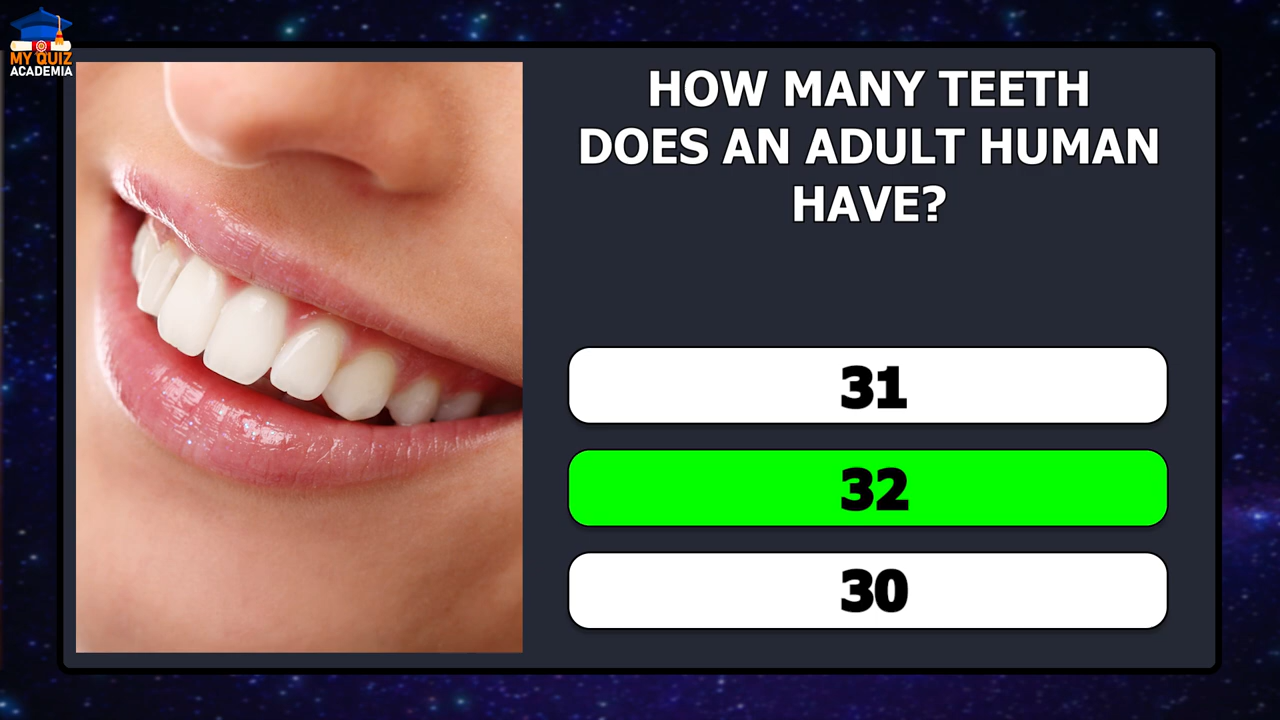 MY QUIZ
ACADEMIA
HOW MANY TEETH
DOES AN ADULT HUMAN
HAVE?
31
32
30